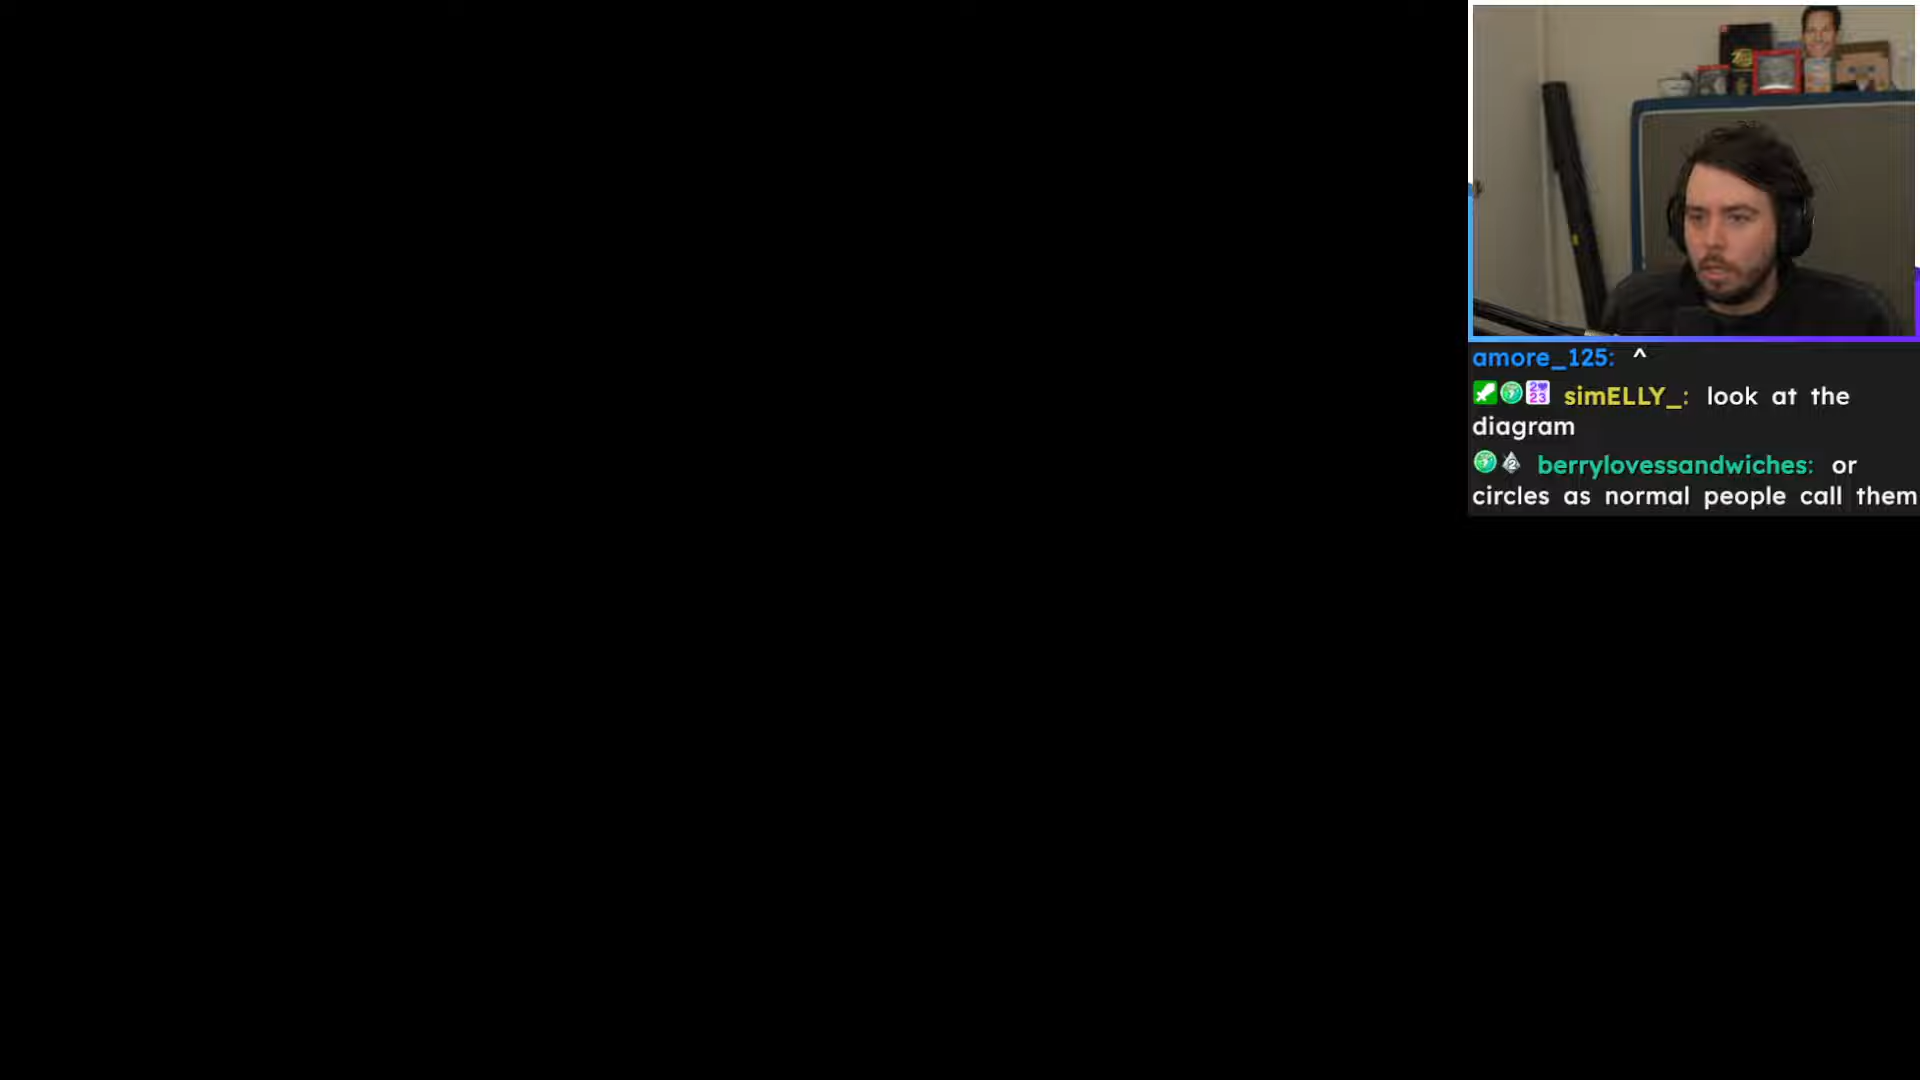 amore_125: ^
simELLY_: look at the
diagram
berrylovessandwiches: or
circles as normal people call them